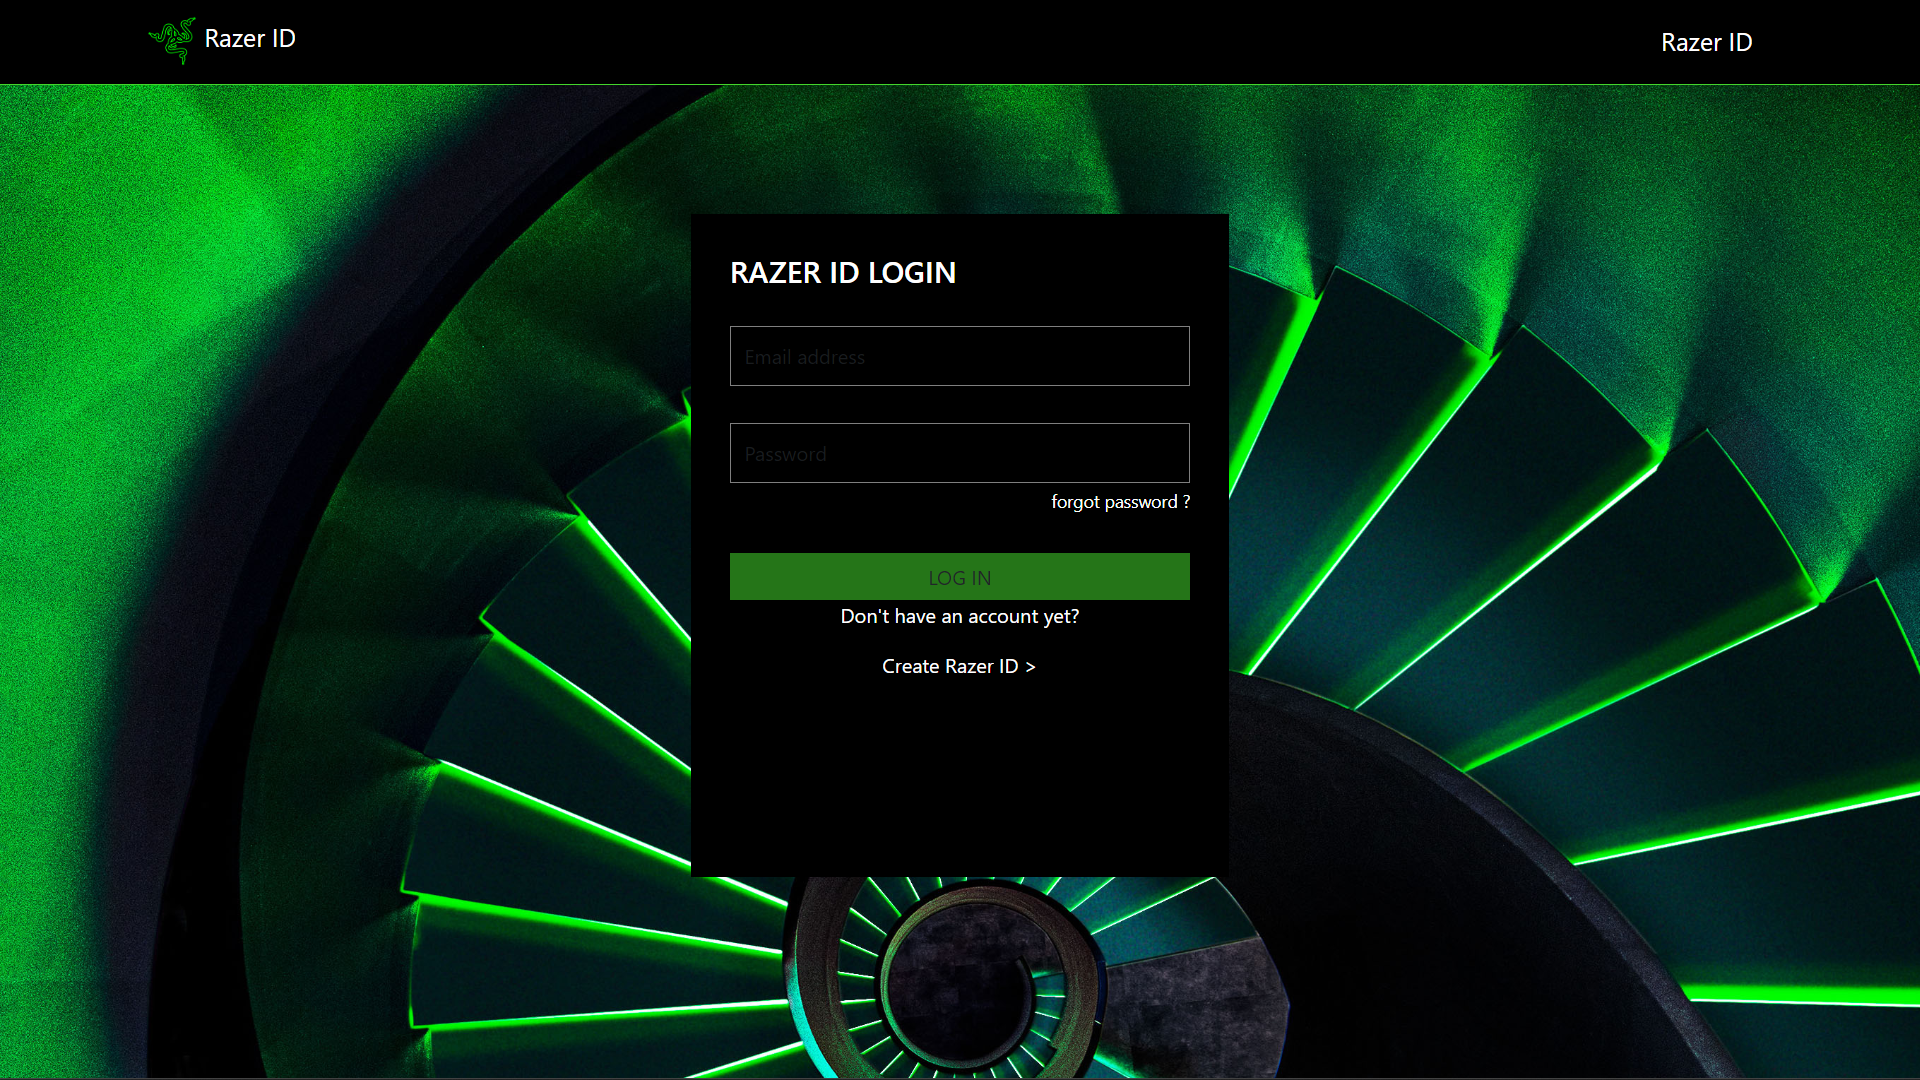 Razer ID
Razer ID
RAZER ID LOGIN
Email address
Password
forgot password ?
LOG IN
Don't have an account yet?
Create Razer ID >